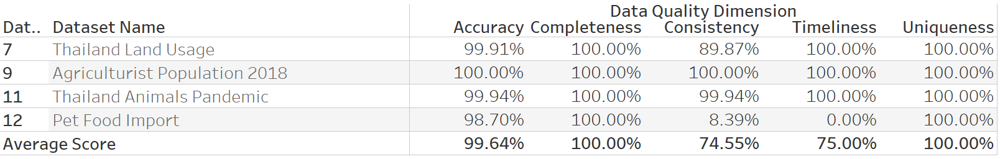 Data Quality Dimension
Dat.. Dataset Name Accuracy Completeness Consistency Timeliness Uniqueness
7 Thailand Land Usage 99.91% 100.00% 89.87% 100.00% 100.00%
9 Agriculturist Population 2018 100.00% 100.00% 100.00% 100.00% 100.00%
11 Thailand Animals Pandemic 99.94% 100.00% 99.94% 100.00% 100.00%
12 Pet Food Import 98.70% 100.00% 8.39% 0.00% 100.00%
Average Score 99.64% 100.00% 74.55% 75.00% 100.00%